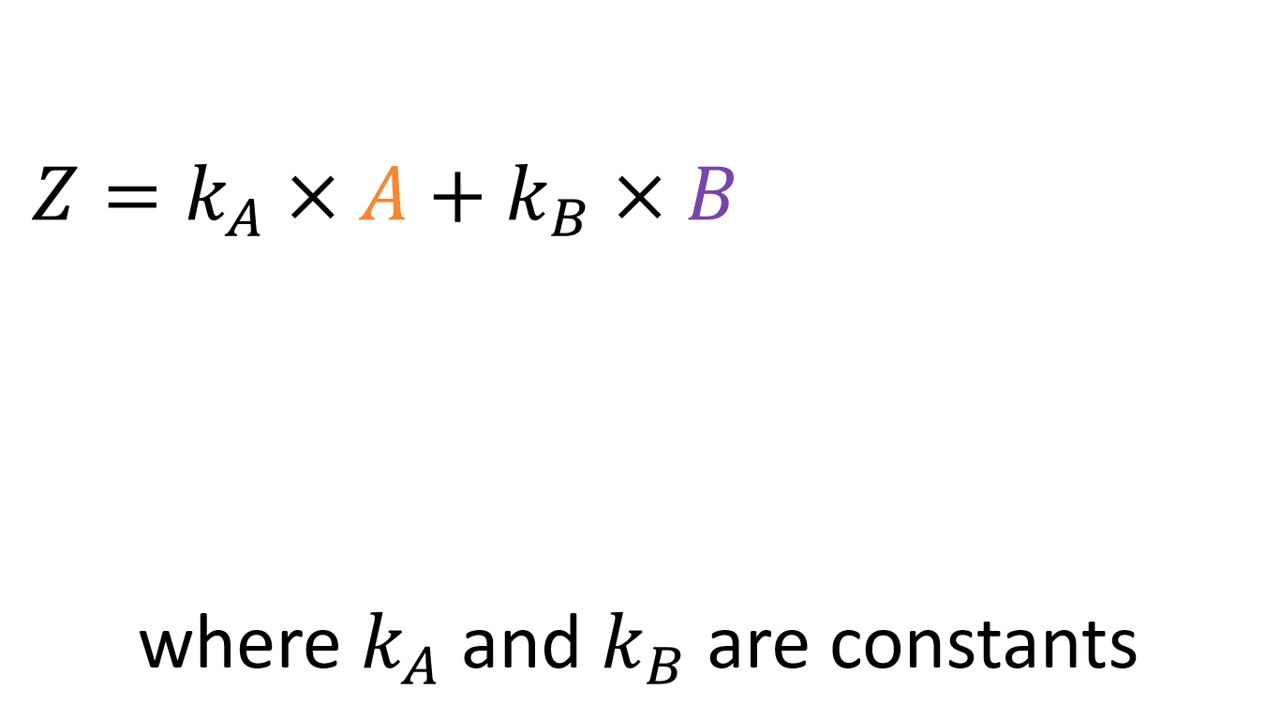 Z = k_A × A + k_B × B
where k_A and k_B are constants